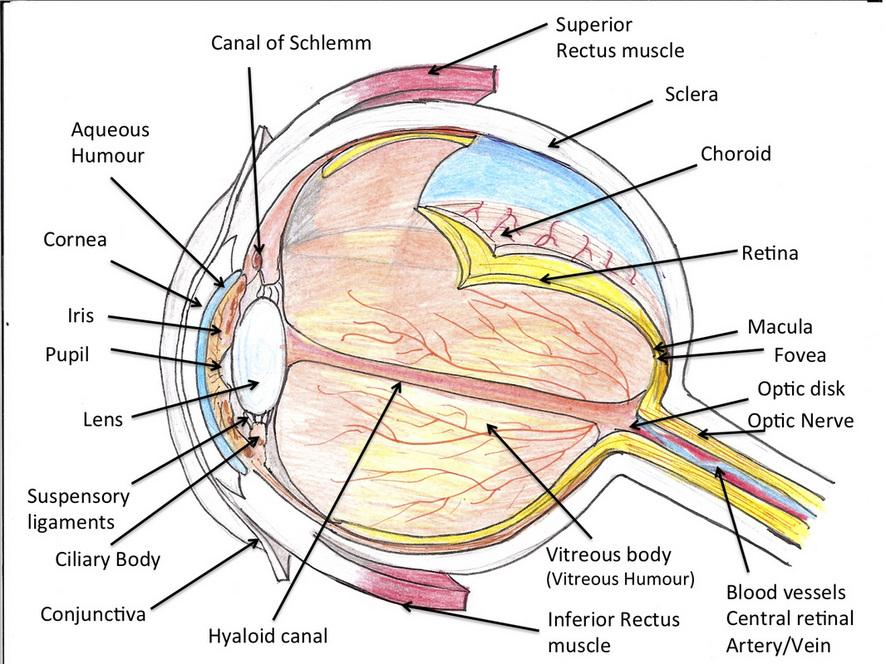 Superior
Rectus muscle
Canal of Schlemm
Sclera
Aqueous
Humour
Choroid
Cornea
Retina
Iris
Macula
Pupil
Fovea
Optic disk
Lens
Optic Nerve
Suspensory
ligaments
Ciliary Body
Vitreous body
(Vitreous Humour)
Conjunctiva
Hyaloid canal
Inferior Rectus
muscle
Blood vessels
Central retinal
Artery/Vein